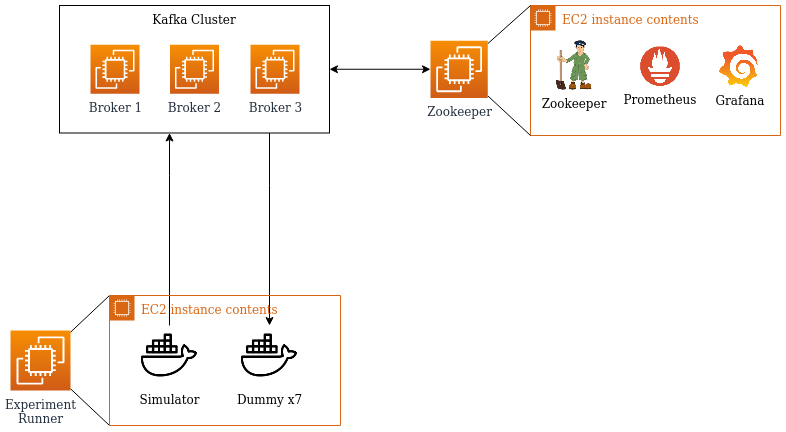 Kafka Cluster
Broker 1
Broker 2
Broker 3
Zookeeper
EC2 instance contents
Zookeeper
Prometheus
Grafana
EC2 instance contents
Simulator
Dummy x7
Experiment
Runner